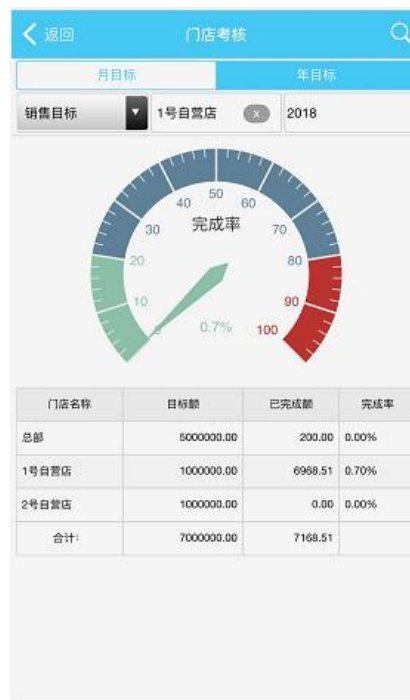 返回 门店考核
月目标 年目标
销售目标 1号自营店 x 2018
50
40 60
完成率
30 70
20 80
10 90
0 0.7% 100
门店名称 目标额 已完成额 完成率
总部 5000000.00 200.00 0.00%
1号自营店 1000000.00 6968.51 0.70%
2号自营店 1000000.00 0.00 0.00%
合计: 7000000.00 7168.51